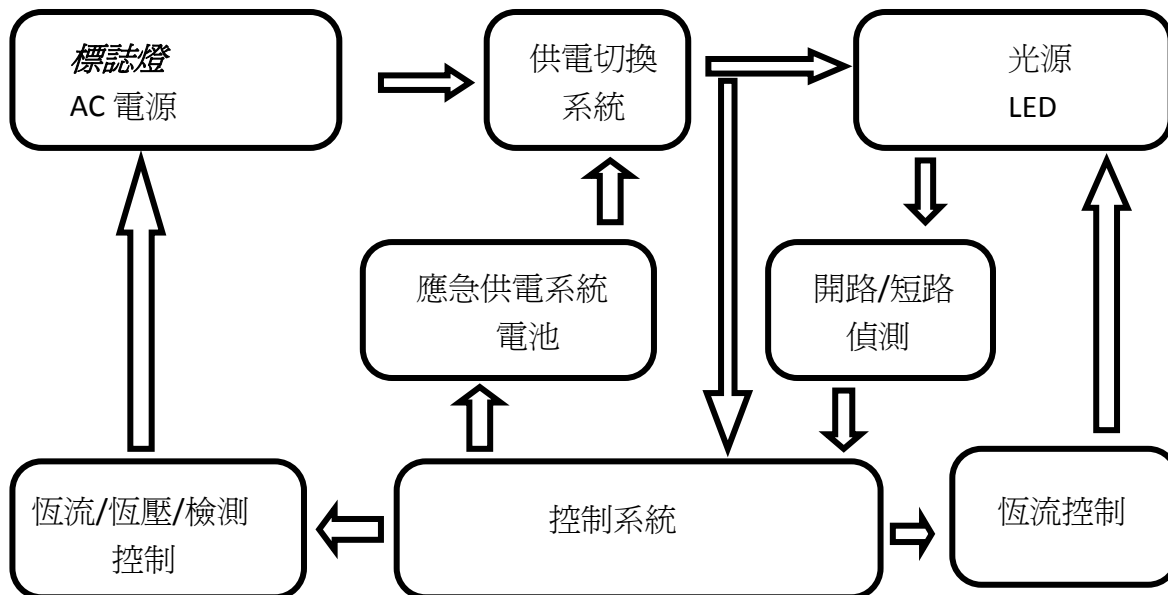 標誌燈
AC 電源
供電切換
系統
光源
LED
應急供電系統
電池
開路/短路
偵測
恆流/恆壓/檢測
控制
控制系統
恆流控制